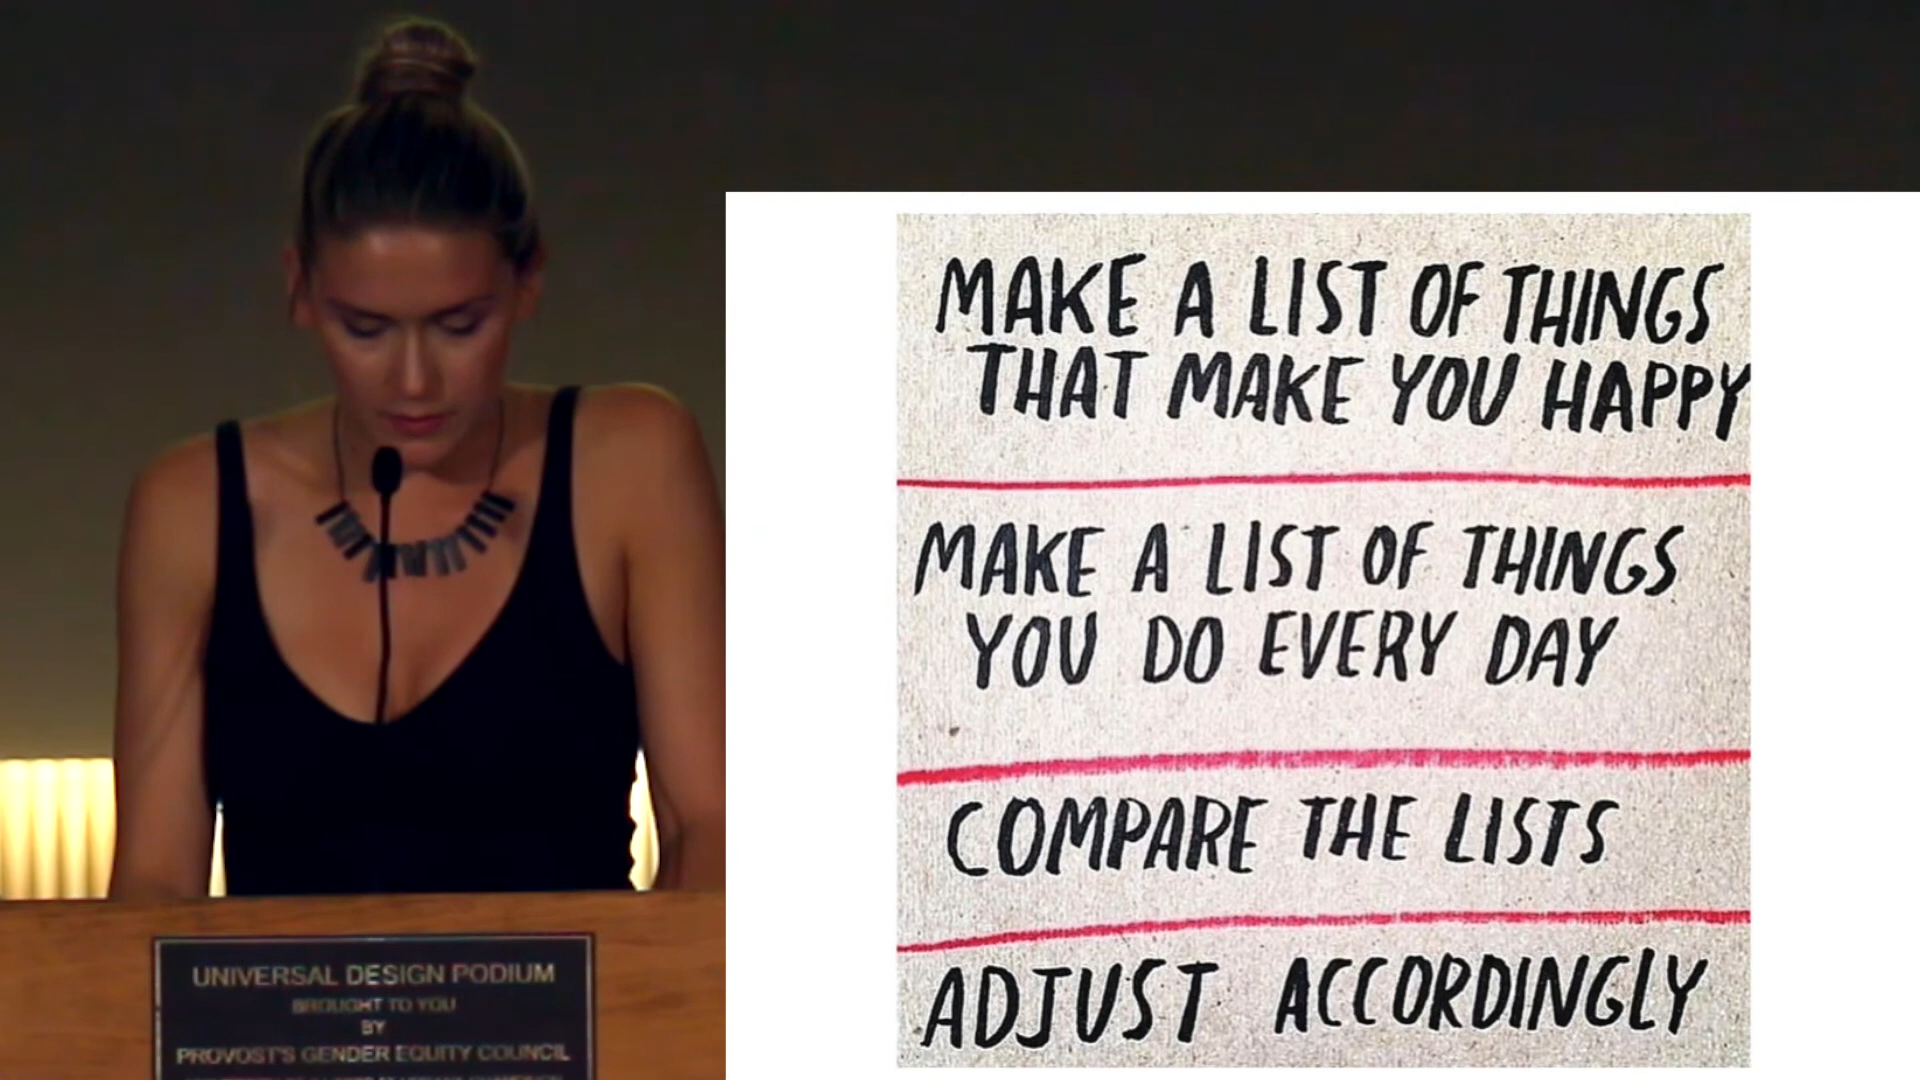 MAKE A LIST OF THINGS
THAT MAKE YOU HAPPY
MAKE A LIST OF THINGS
YOU DO EVERY DAY
COMPARE THE LISTS
ADJUST ACCORDINGLY
UNIVERSAL DESIGN PODIUM
BROUGHT TO YOU
BY
PROVOST'S GENDER EQUITY COUNCIL